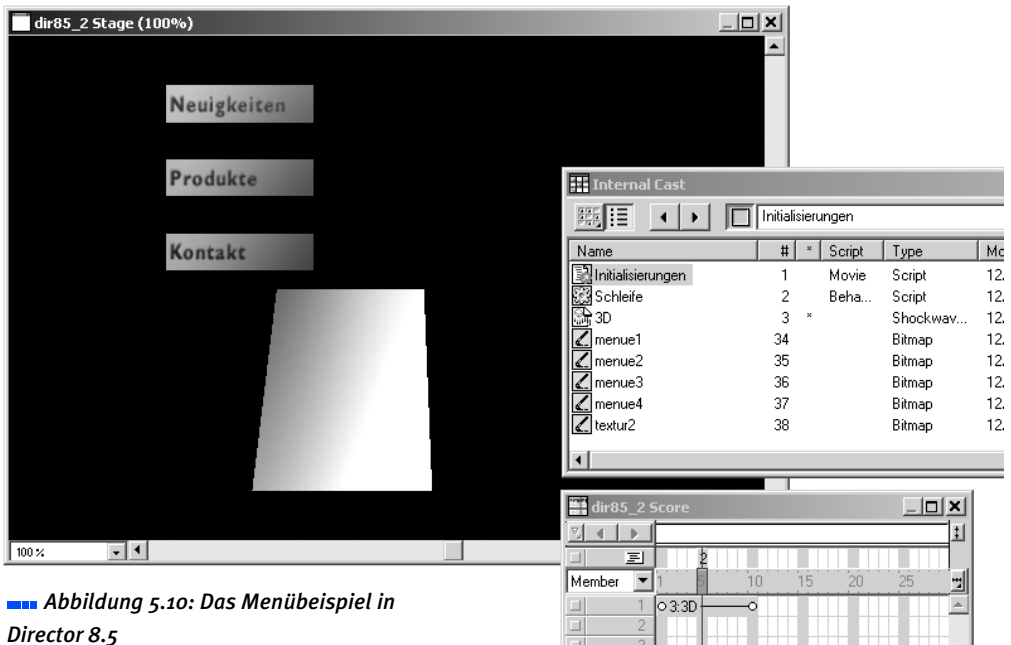 dir85_2 Stage (100%)
Neuigkeiten
Produkte
Kontakt
100 %
Internal Cast
Initialisierungen
Name # * Script Type Mo
Initialisierungen 1 Movie Script 12.
Schleife 2 Beha... Script 12.
3D 3 * Shockwav... 12.
menue1 34 Bitmap 12.
menue2 35 Bitmap 12.
menue3 36 Bitmap 12.
menue4 37 Bitmap 12.
textur2 38 Bitmap 12.
dir85_2 Score
2
Member 1 5 10 15 20 25
1 3:3D
2
3
Abbildung 5.10: Das Menübeispiel in
Director 8.5